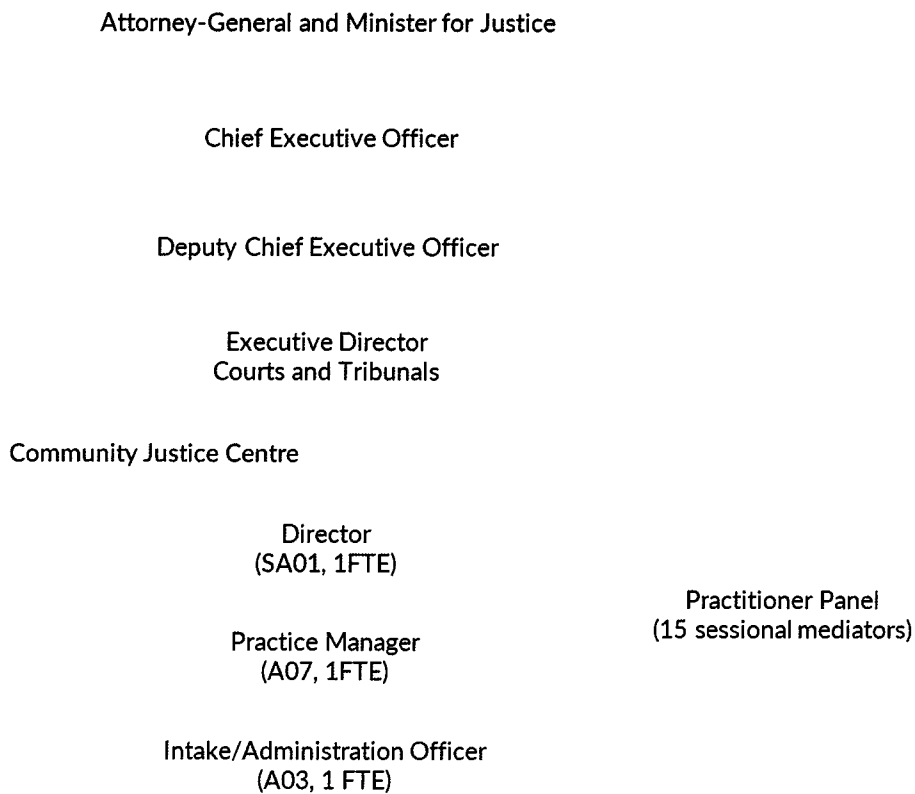 Attorney-General and Minister for Justice
Chief Executive Officer
Deputy Chief Executive Officer
Executive Director
Courts and Tribunals
Community Justice Centre
Director
(SA01, 1FTE)
Practitioner Panel
(15 sessional mediators)
Practice Manager
(A07, 1FTE)
Intake/Administration Officer
(A03, 1 FTE)